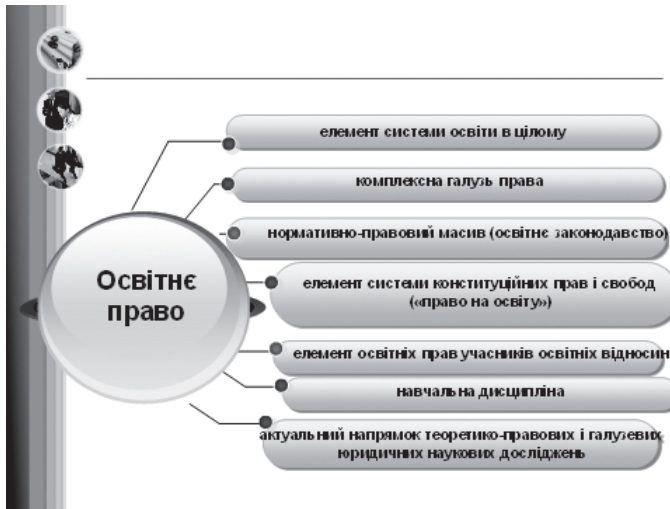 Освітнє
право
елемент системи освіти в цілому
комплексна галузь права
нормативно-правовий масив (освітнє законодавство)
елемент системи конституційних прав і свобод
(«право на освіту»)
елемент освітніх прав учасників освітніх відносин
навчальна дисципліна
актуальний напрямок теоретико-правових і галузевих
юридичних наукових досліджень